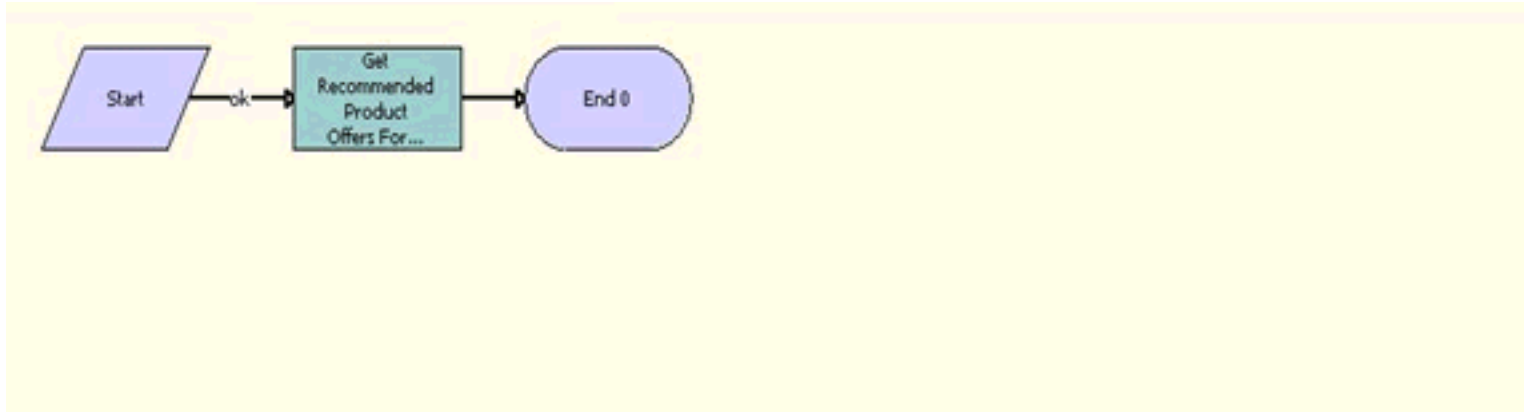 Start
ok
Get
Recommended
Product
Offers For...
End 0